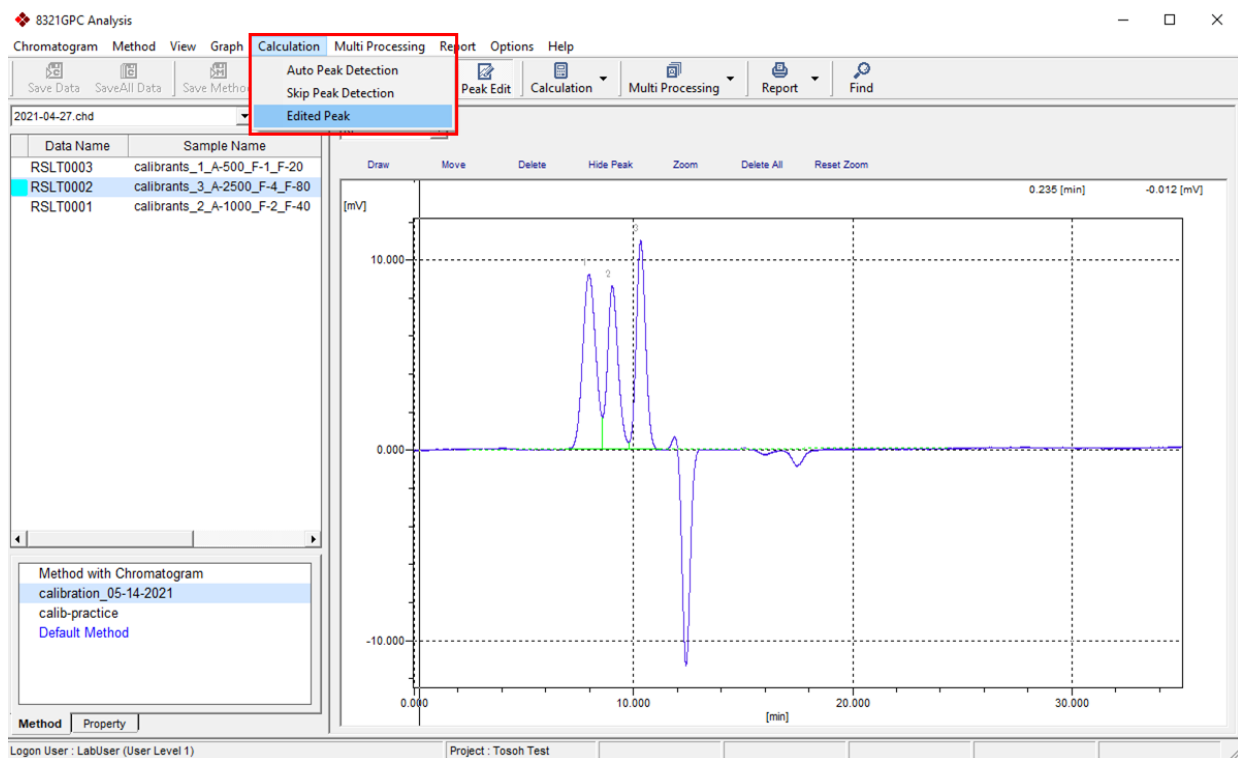 8321GPC Analysis
Chromatogram Method View Graph Calculation Multi Processing Report Options Help
Auto Peak Detection
Skip Peak Detection
Edited Peak
Save Data SaveAll Data Save Metho Peak Edit Calculation Multi Processing Report Find
2021-04-27.chd
Data Name Sample Name
RSLT0003 calibrants_1_A-500_F-1_F-20
RSLT0002 calibrants_3_A-2500_F-4_F-80
RSLT0001 calibrants_2_A-1000_F-2_F-40
Draw Move Delete Hide Peak Zoom Delete All Reset Zoom
0.235 [min] -0.012 [mV]
[mV]
3
1
2
10.000
0.000
-10.000
0.000 10.000 20.000 30.000
[min]
Method with Chromatogram
calibration_05-14-2021
calib-practice
Default Method
Method Property
Logon User : LabUser (User Level 1) Project : Tosoh Test